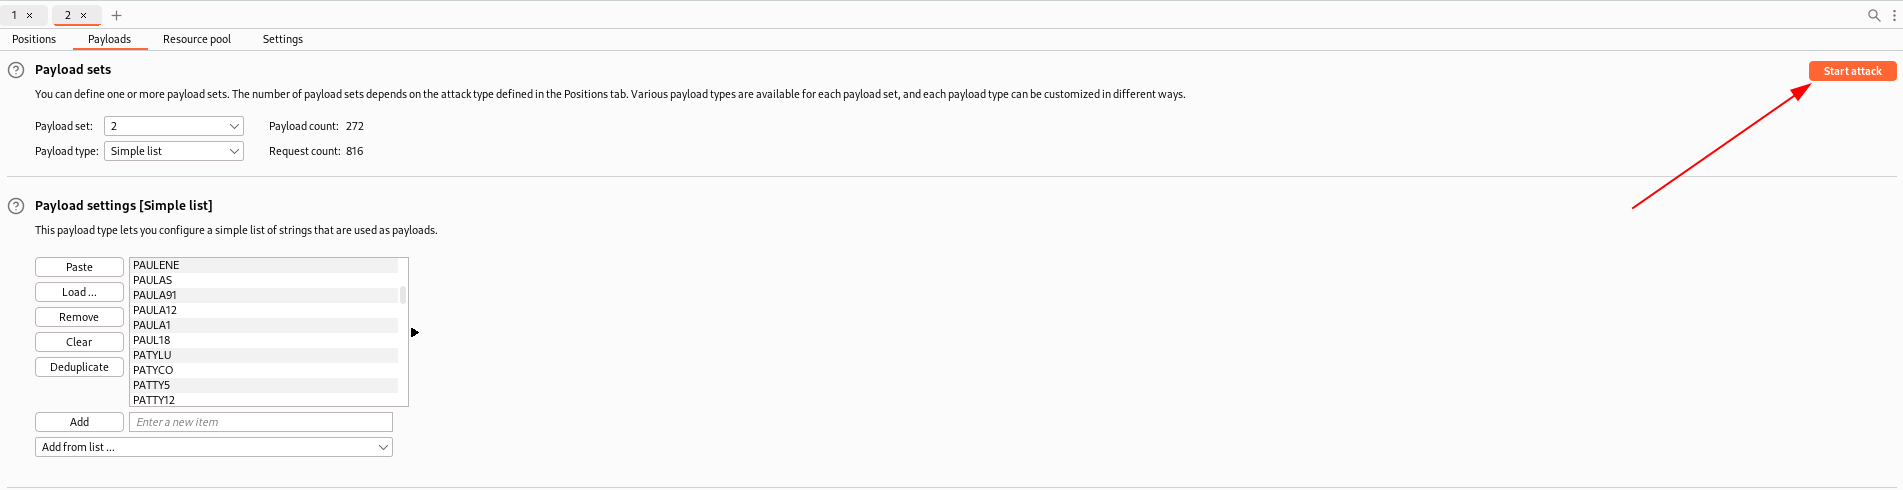 1 × 2 × +
Positions Payloads Resource pool Settings
? Payload sets
Start attack
You can define one or more payload sets. The number of payload sets depends on the attack type defined in the Positions tab. Various payload types are available for each payload set, and each payload type can be customized in different ways.
Payload set: 2 Payload count: 272
Payload type: Simple list Request count: 816
? Payload settings [Simple list]
This payload type lets you configure a simple list of strings that are used as payloads.
Paste
Load ...
Remove
Clear
Deduplicate
PAULENE
PAULAS
PAULA91
PAULA12
PAULA1
PAUL18
PATYLU
PATYCO
PATTY5
PATTY12
Add Enter a new item
Add from list ...